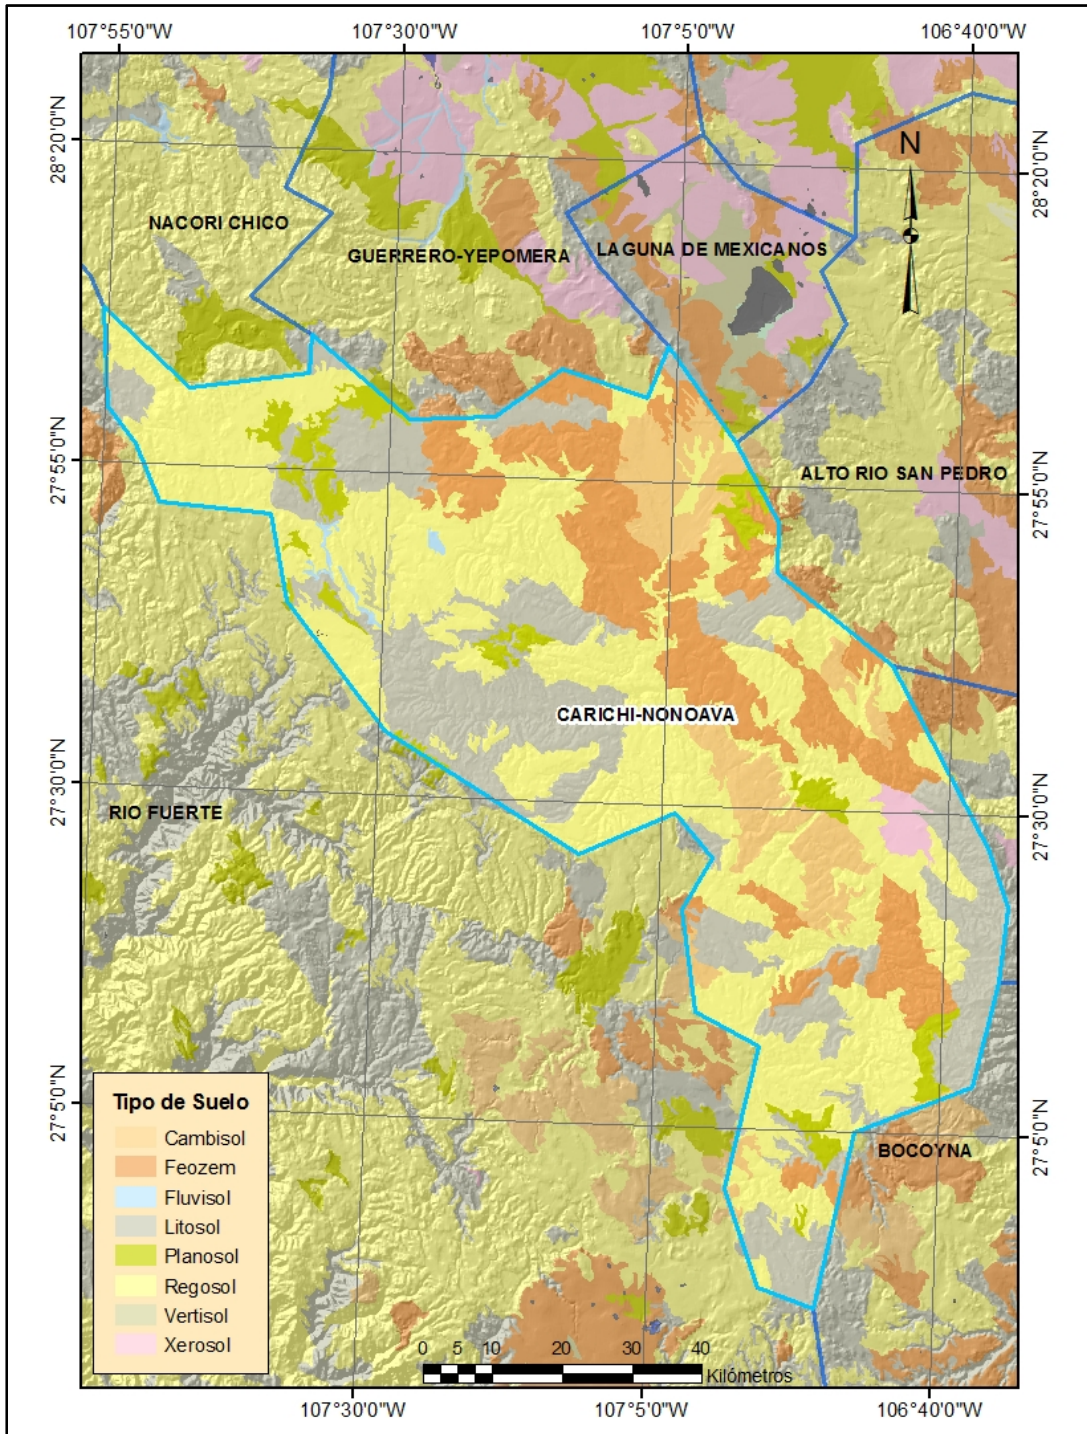 107°55'0"W 107°30'0"W 107°5'0"W 106°40'0"W
28°20'0"N
28°20'0"N
N
NACORI CHICO
GUERRERO-YEPOMERA
LAGUNA DE MEXICANOS
27°55'0"N
ALTO RIO SAN PEDRO
27°55'0"N
CARICHI-NONOAVA
27°30'0"N
RIO FUERTE
27°30'0"N
27°5'0"N
27°5'0"N
BOCOYNA
Tipo de Suelo
Cambisol
Feozem
Fluvisol
Litosol
Planosol
Regosol
Vertisol
Xerosol
0 5 10 20 30 40
Kilómetros
107°30'0"W 107°5'0"W 106°40'0"W